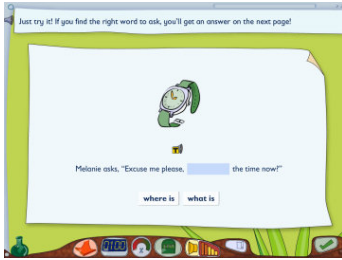 Just try it! If you find the right word to ask, you'll get an answer on the next page!
Melanie asks, "Excuse me please, the time now?"
where is
what is